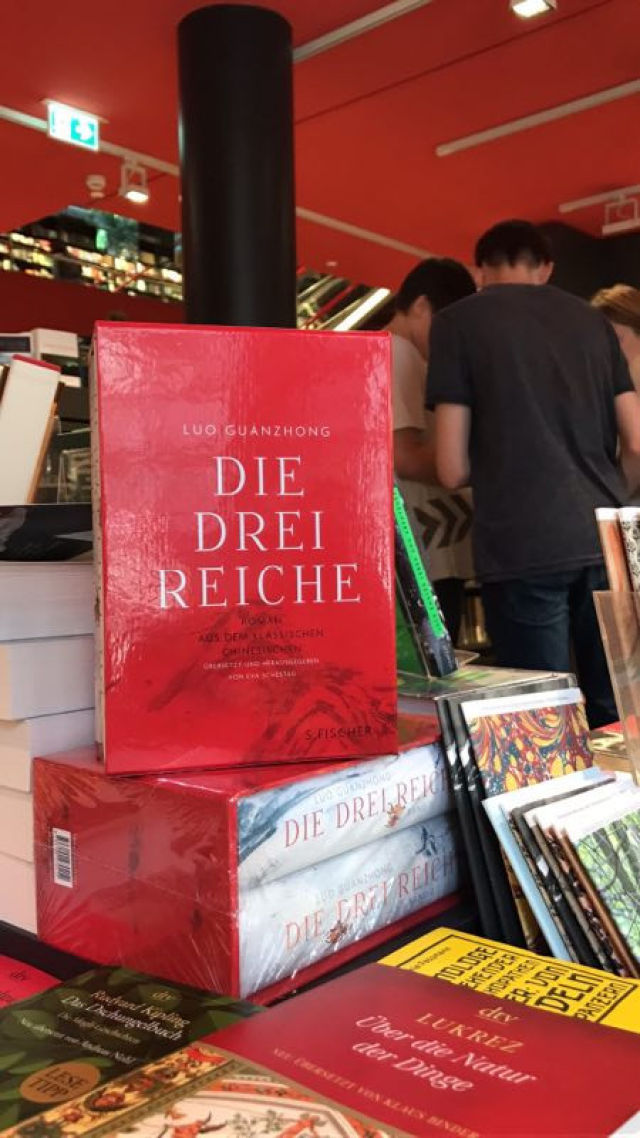 LUO GUANZHONG
DIE
DREI
REICHE
ROMAN
AUS DEM KLASSISCHEN
CHINESISCHEN
ÜBERSETZT UND HERAUSGEGEBEN
VON EVA SCHESTAG
S. FISCHER
LUO GUANZHONG
DIE DREI REICHE
LUO GUANZHONG
DIE DREI REICHE
dtv
Rudyard Kipling
Das Dschungelbuch
LESE
TIPP
dtv
LUKREZ
Über die Natur
der Dinge
NEU ÜBERSETZT VON KLAUS BINDER